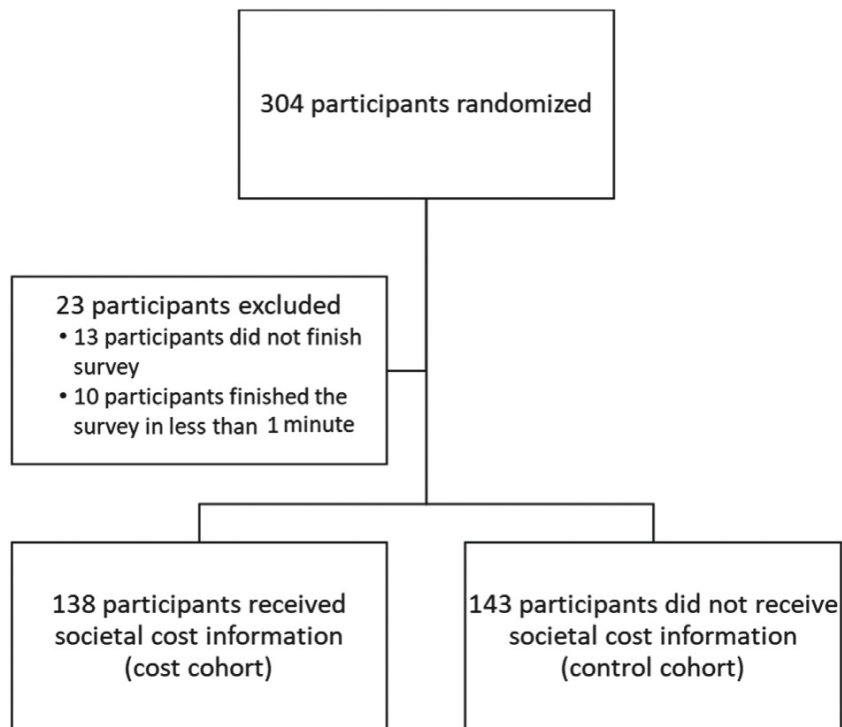 304 participants randomized
23 participants excluded
• 13 participants did not finish
survey
• 10 participants finished the
survey in less than 1 minute
138 participants received
societal cost information
(cost cohort)
143 participants did not receive
societal cost information
(control cohort)